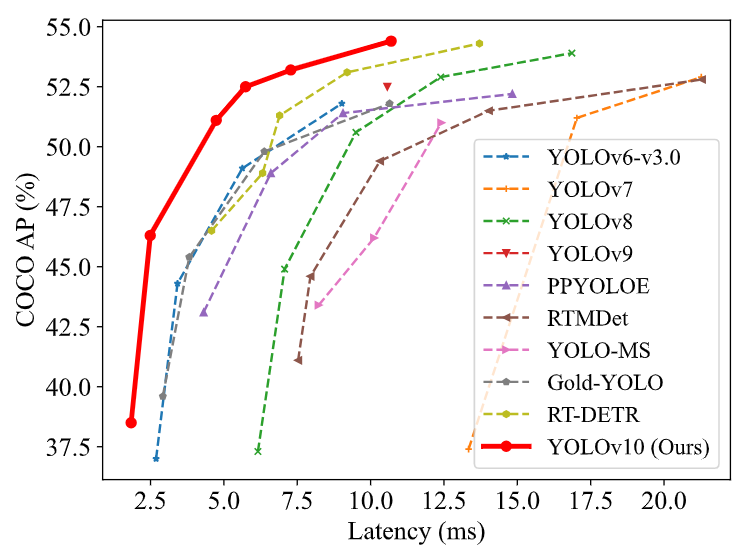 55.0
52.5
50.0
47.5
45.0
42.5
40.0
37.5
COCO AP (%)
YOLOv6-v3.0
YOLOv7
YOLOv8
YOLOv9
PPYOLOE
RTMDet
YOLO-MS
Gold-YOLO
RT-DETR
YOLOv10 (Ours)
2.5 5.0 7.5 10.0 12.5 15.0 17.5 20.0
Latency (ms)